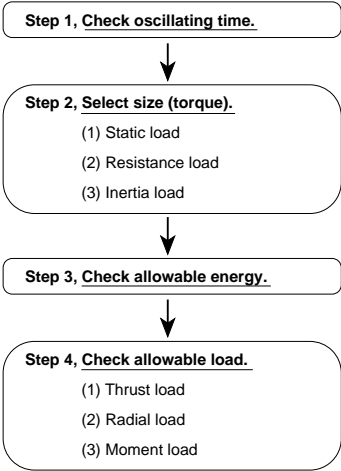 Step 1, Check oscillating time.
Step 2, Select size (torque).
(1) Static load
(2) Resistance load
(3) Inertia load
Step 3, Check allowable energy.
Step 4, Check allowable load.
(1) Thrust load
(2) Radial load
(3) Moment load